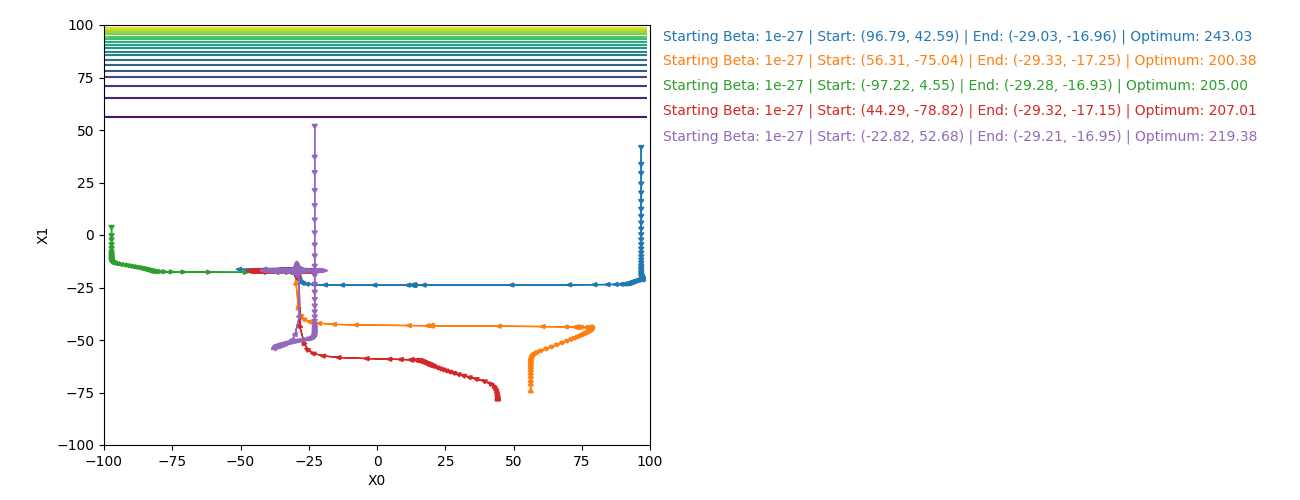 100
75
50
25
0
−25
−50
−75
−100
X1
−100
−75
−50
−25
0
25
50
75
100
X0
Starting Beta: 1e-27 | Start: (96.79, 42.59) | End: (-29.03, -16.96) | Optimum: 243.03
Starting Beta: 1e-27 | Start: (56.31, -75.04) | End: (-29.33, -17.25) | Optimum: 200.38
Starting Beta: 1e-27 | Start: (-97.22, 4.55) | End: (-29.28, -16.93) | Optimum: 205.00
Starting Beta: 1e-27 | Start: (44.29, -78.82) | End: (-29.32, -17.15) | Optimum: 207.01
Starting Beta: 1e-27 | Start: (-22.82, 52.68) | End: (-29.21, -16.95) | Optimum: 219.38